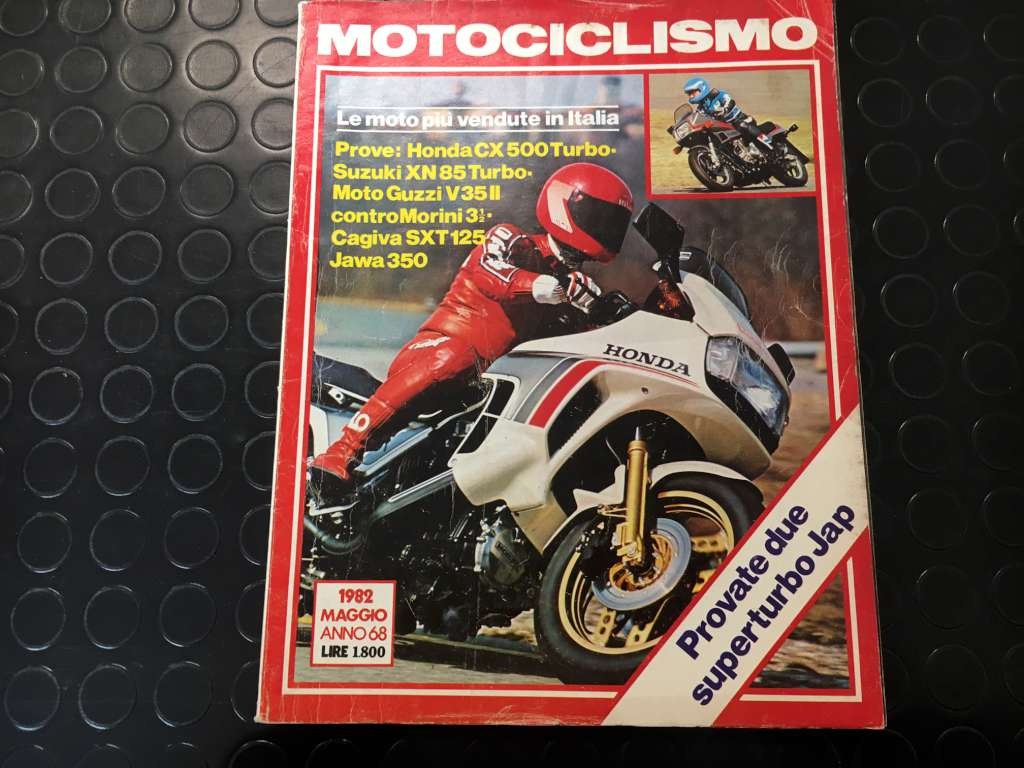 MOTOCICLISMO
Le moto più vendute in Italia
Prove: Honda CX 500 Turbo·
Suzuki XN 85 Turbo·
Moto Guzzi V 35 II
contro Morini 3½·
Cagiva SXT 125·
Jawa 350
HONDA
1982
MAGGIO
ANNO 68
LIRE 1.800
Provate due
superturbo Jap